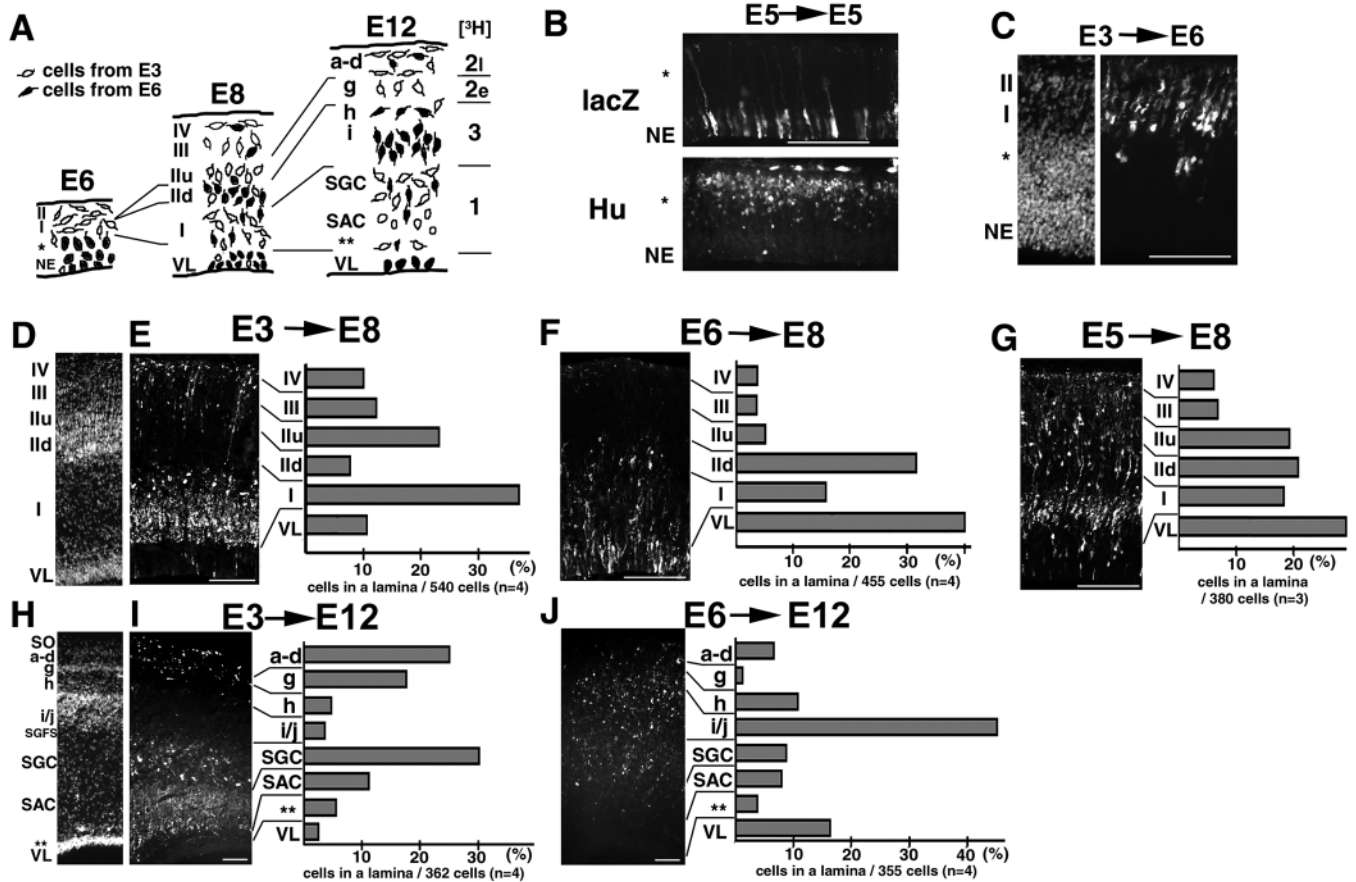 A
cells from E3
cells from E6
E6
II
I
*
NE
E8
IV
III
IIu
IId
I
VL
E12
[³H]
a-d
g
h
i
SGC
SAC
**
VL
2l
2e
3
1
B
E5 → E5
lacZ
*
NE
Hu
*
NE
C
E3 → E6
II
I
*
NE
D
IV
III
IIu
IId
I
VL
E
E3 → E8
IV
III
IIu
IId
I
VL
10 20 30 (%)
cells in a lamina / 540 cells (n=4)
F
E6 → E8
IV
III
IIu
IId
I
VL
10 20 30 (%)
cells in a lamina / 455 cells (n=4)
G
E5 → E8
IV
III
IIu
IId
I
VL
10 20 (%)
cells in a lamina
/ 380 cells (n=3)
H
SO
a-d
g
h
i/j
SGFS
SGC
SAC
**
VL
I
E3 → E12
a-d
g
h
i/j
SGC
SAC
**
VL
10 20 30 (%)
cells in a lamina / 362 cells (n=4)
J
E6 → E12
a-d
g
h
i/j
SGC
SAC
**
VL
10 20 30 40 (%)
cells in a lamina / 355 cells (n=4)